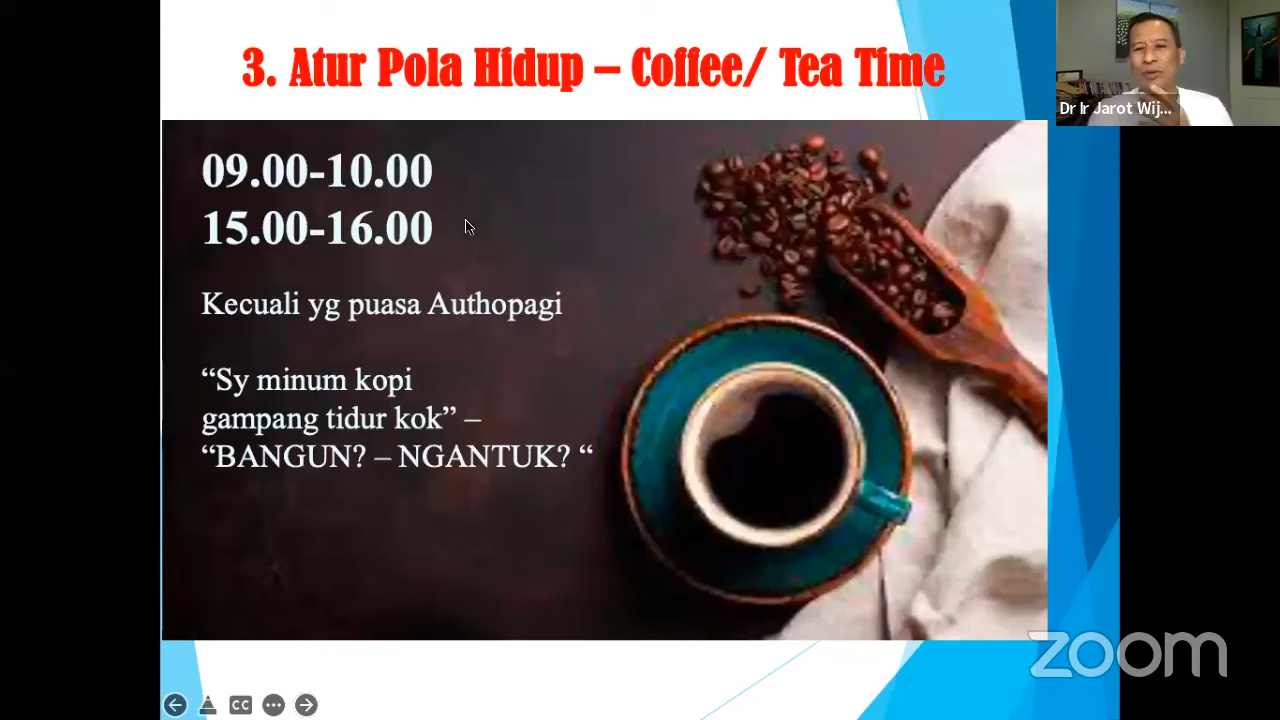 3. Atur Pola Hidup – Coffee/ Tea Time
Dr Ir Jarot Wij...
09.00-10.00
15.00-16.00
Kecuali yg puasa Authopagi
“Sy minum kopi
gampang tidur kok” –
“BANGUN? – NGANTUK? “
zoom
CC